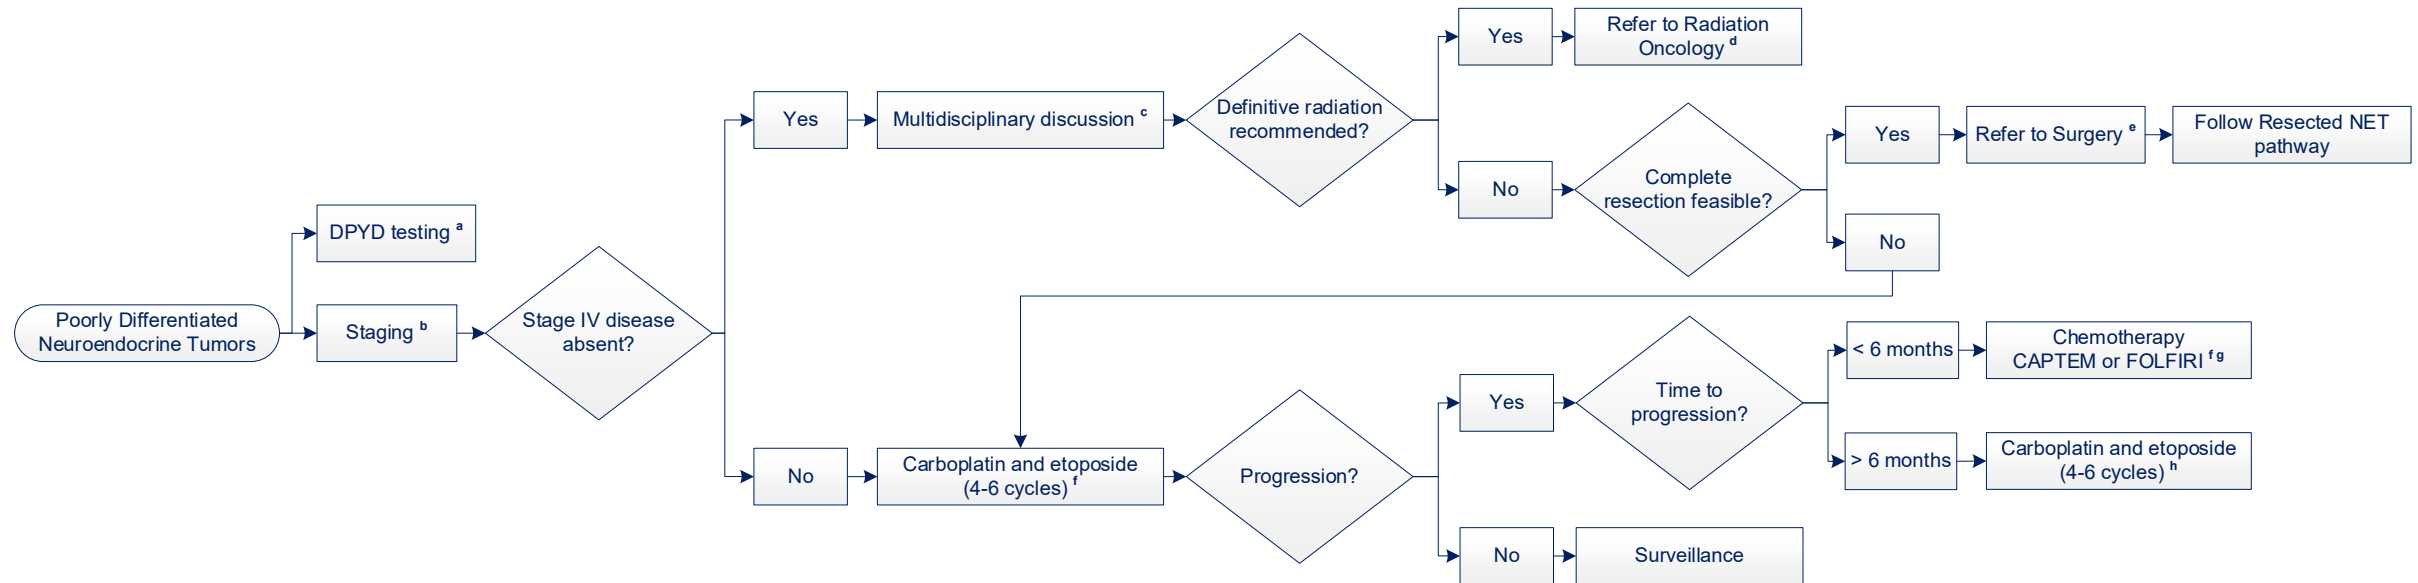 Poorly Differentiated
Neuroendocrine Tumors
DPYD testing a
Staging b
Stage IV disease
absent?
Yes
Multidisciplinary discussion c
Definitive radiation
recommended?
Yes
Refer to Radiation
Oncology d
No
Complete
resection feasible?
Yes
Refer to Surgery e
Follow Resected NET
pathway
No
No
Carboplatin and etoposide
(4-6 cycles) f
Progression?
Yes
Time to
progression?
< 6 months
Chemotherapy
CAPTEM or FOLFIRI f g
> 6 months
Carboplatin and etoposide
(4-6 cycles) h
No
Surveillance